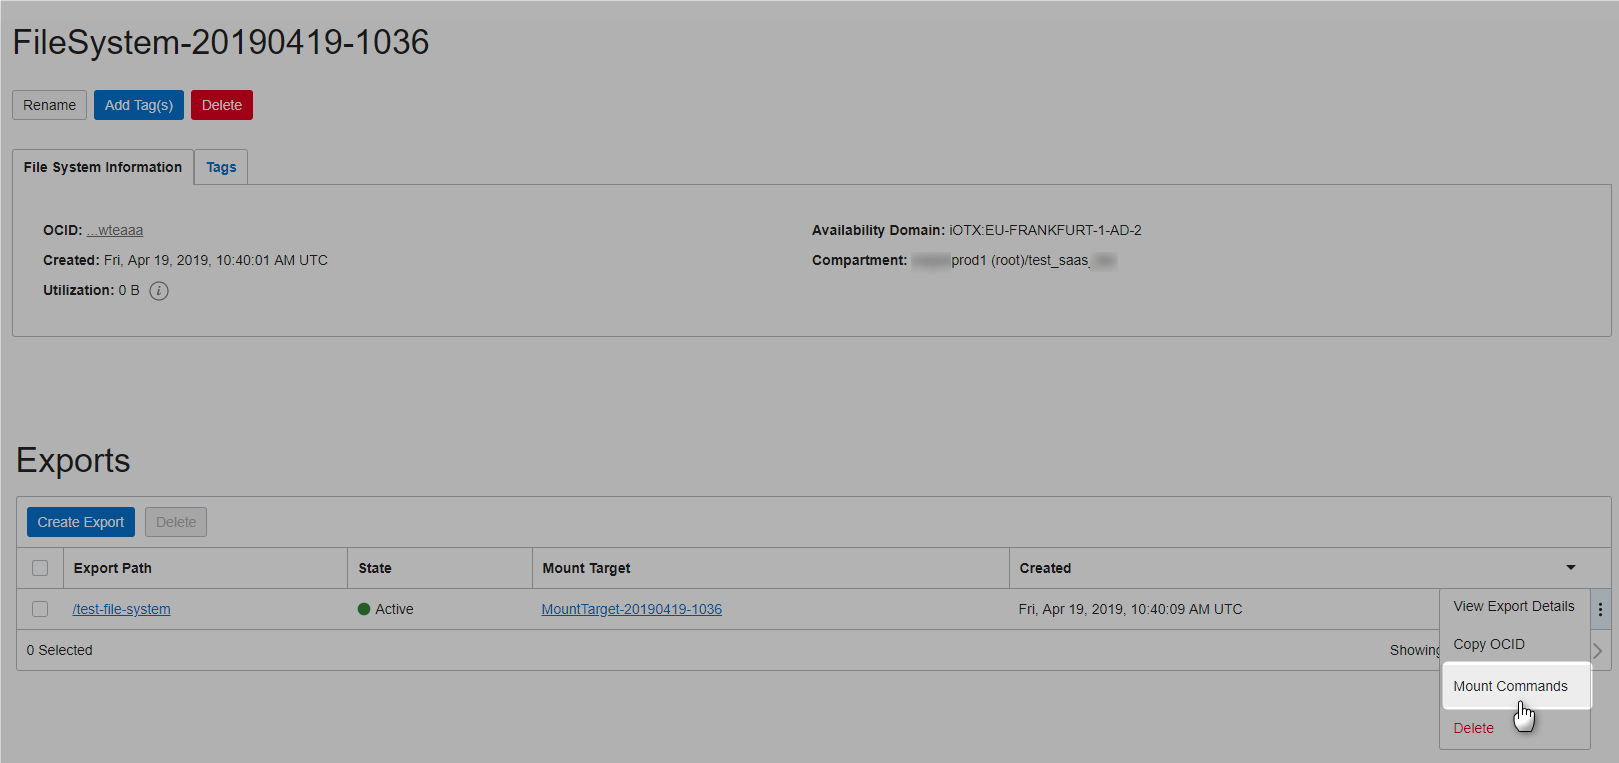 FileSystem-20190419-1036
Rename Add Tag(s) Delete
File System Information Tags
OCID: ...wteaaa Availability Domain: iOTX:EU-FRANKFURT-1-AD-2
Created: Fri, Apr 19, 2019, 10:40:01 AM UTC Compartment: prod1 (root)/test_saas_
Utilization: 0 B i
Exports
Create Export Delete
Export Path State Mount Target Created
/test-file-system Active MountTarget-20190419-1036 Fri, Apr 19, 2019, 10:40:09 AM UTC
0 Selected Showing
View Export Details
Copy OCID
Mount Commands
Delete